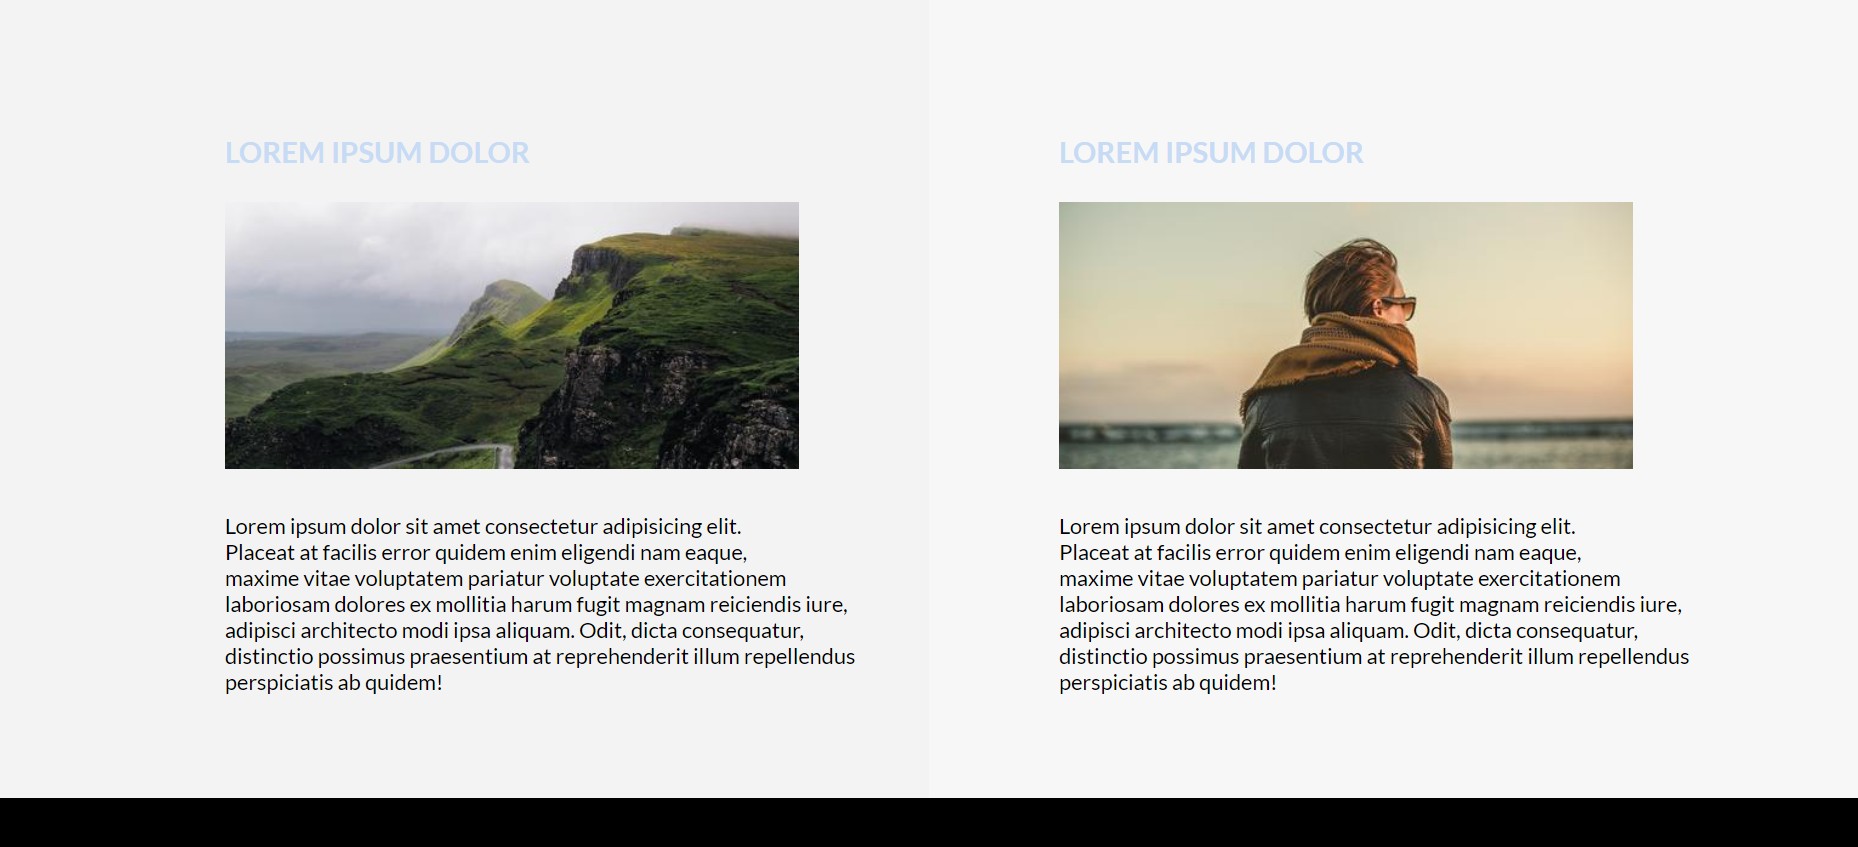 LOREM IPSUM DOLOR
Lorem ipsum dolor sit amet consectetur adipisicing elit.
Placeat at facilis error quidem enim eligendi nam eaque,
maxime vitae voluptatem pariatur voluptate exercitationem
laboriosam dolores ex mollitia harum fugit magnam reiciendis iure,
adipisci architecto modi ipsa aliquam. Odit, dicta consequatur,
distinctio possimus praesentium at reprehenderit illum repellendus
perspiciatis ab quidem!
LOREM IPSUM DOLOR
Lorem ipsum dolor sit amet consectetur adipisicing elit.
Placeat at facilis error quidem enim eligendi nam eaque,
maxime vitae voluptatem pariatur voluptate exercitationem
laboriosam dolores ex mollitia harum fugit magnam reiciendis iure,
adipisci architecto modi ipsa aliquam. Odit, dicta consequatur,
distinctio possimus praesentium at reprehenderit illum repellendus
perspiciatis ab quidem!